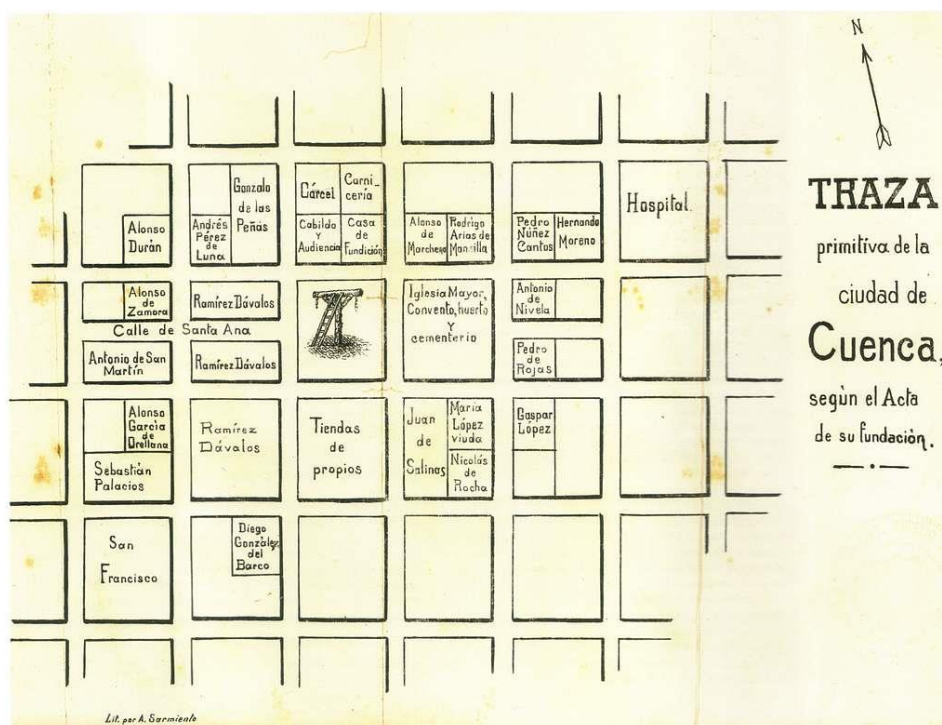 N
TRAZA
primitiva de la
ciudad de
Cuenca,
según el Acta
de su fundación.
Alonso
Durán
Andrés
Pérez
de
Luna
Gonzalo
de las
Peñas
Cárcel
Carni_
cería
Cabildo
y
Audiencia
Casa
de
Fundición
Alonso
de
Marchena
Rodrigo
Arias de
Mansilla
Pedro
Núñez
Cantos
Hernando
Moreno
Hospital.
Alonso
de
Zamora
Ramírez Dávalos
Iglesia Mayor,
Convento, huerto
y
cementerio
Antonio
de
Nivela
Calle de Santa Ana
Antonio de San
Martín
Ramírez Dávalos
Pedro
de
Rojas
Alonso
García
de
Orellana
Sebastián
Palacios
Ramírez
Dávalos
Tiendas
de
propios
Juan
de
Salinas
María
López
viuda
Nicolás
de
Rocha
Gaspar
López
San
Francisco
Diego
González
del
Barco
Lit. por A. Sarmiento